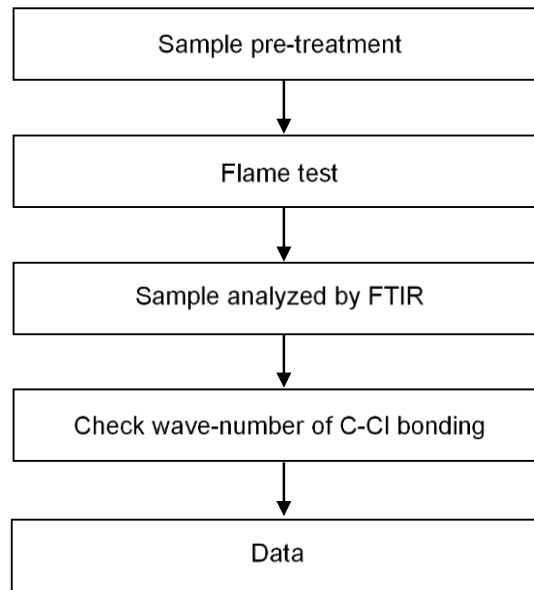 Sample pre-treatment
Flame test
Sample analyzed by FTIR
Check wave-number of C-Cl bonding
Data